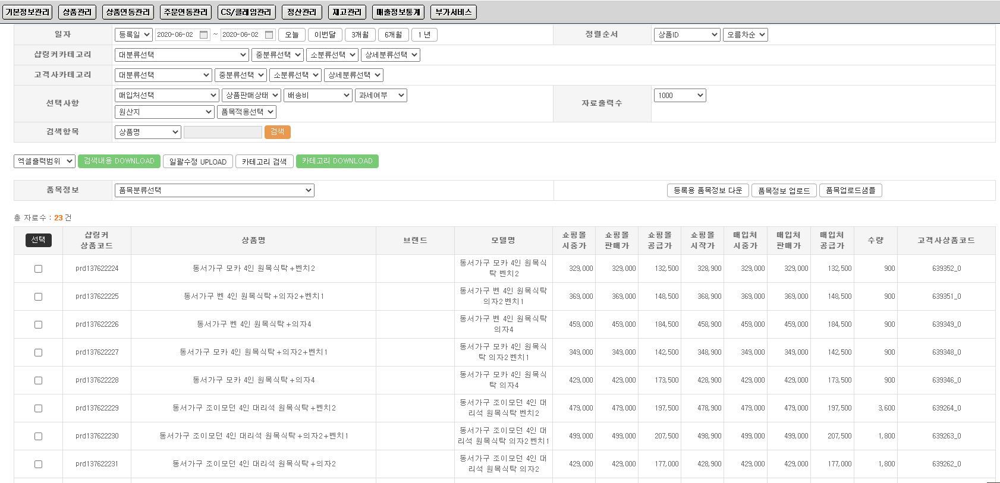 기본정보관리 상품관리 상품연동관리 주문연동관리 CS/클레임관리 정산관리 재고관리 매출정보통계 부가서비스
일자 등록일 2020-06-02 ~ 2020-06-02 오늘 이번달 3개월 6개월 1 년 정렬순서 상품ID 오름차순
샵링커카테고리 대분류선택 중분류선택 소분류선택 상세분류선택
고객사카테고리 대분류선택 중분류선택 소분류선택 상세분류선택
선택사항 매입처선택 상품판매상태 배송비 과세여부 자료출력수 1000
원산지 품목적용선택
검색항목 상품명 검색
엑셀출력범위 검색내용 DOWNLOAD 일괄수정 UPLOAD 카테고리 검색 카테고리 DOWNLOAD
품목정보 품목분류선택 등록용 품목정보 다운 품목정보 업로드 품목업로드샘플
총 자료수 : 23 건
선택 샵링커 상품코드 상품명 브랜드 모델명 쇼핑몰 시중가 쇼핑몰 판매가 쇼핑몰 공급가 쇼핑몰 시작가 매입처 시중가 매입처 판매가 매입처 공급가 수량 고객사상품코드
prd137622224 동서가구 모카 4인 원목식탁+벤치2 동서가구 모카 4인 원목식탁 벤치2 329,000 329,000 132,500 328,900 329,000 329,000 132,500 900 639352_0
prd137622225 동서가구 벤 4인 원목식탁+의자2+벤치1 동서가구 벤 4인 원목식탁 의자2 벤치1 369,000 369,000 148,500 368,900 369,000 369,000 148,500 900 639351_0
prd137622226 동서가구 벤 4인 원목식탁+의자4 동서가구 벤 4인 원목식탁 의자4 459,000 459,000 184,500 458,900 459,000 459,000 184,500 900 639349_0
prd137622227 동서가구 모카 4인 원목식탁+의자2+벤치1 동서가구 모카 4인 원목식탁 의자2 벤치1 349,000 349,000 142,500 348,900 349,000 349,000 142,500 900 639348_0
prd137622228 동서가구 모카 4인 원목식탁+의자4 동서가구 모카 4인 원목식탁 의자4 429,000 429,000 173,500 428,900 429,000 429,000 173,500 900 639346_0
prd137622229 동서가구 조이모던 4인 대리석 원목식탁+벤치2 동서가구 조이모던 4인 대리석 원목식탁 벤치2 479,000 479,000 197,500 478,900 479,000 479,000 197,500 3,600 639264_0
prd137622230 동서가구 조이모던 4인 대리석 원목식탁+의자2+벤치1 동서가구 조이모던 4인 대리석 원목식탁 의자2 벤치1 499,000 499,000 207,500 498,900 499,000 499,000 207,500 1,800 639263_0
prd137622231 동서가구 조이모던 4인 대리석 원목식탁+의자2 동서가구 조이모던 4인 대리석 원목식탁 의자2 429,000 429,000 177,000 428,900 429,000 429,000 177,000 1,800 639262_0